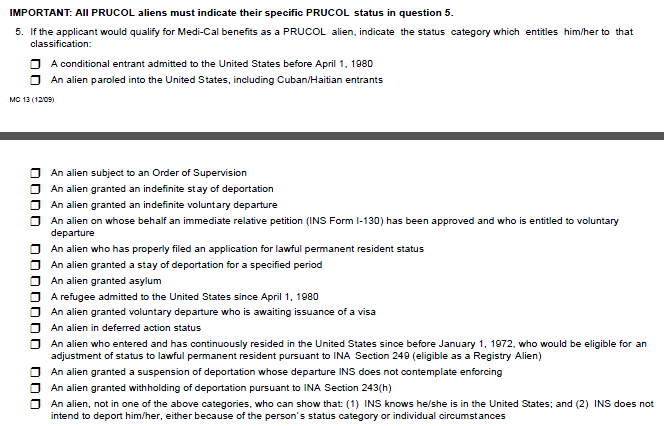 IMPORTANT: All PRUCOL aliens must indicate their specific PRUCOL status in question 5.
5. If the applicant would qualify for Medi-Cal benefits as a PRUCOL alien, indicate the status category which entitles him/her to that
classification:
A conditional entrant admitted to the United States before April 1, 1980
An alien paroled into the United States, including Cuban/Haitian entrants
MC 13 (12/09)
An alien subject to an Order of Supervision
An alien granted an indefinite stay of deportation
An alien granted an indefinite voluntary departure
An alien on whose behalf an immediate relative petition (INS Form I-130) has been approved and who is entitled to voluntary
departure
An alien who has properly filed an application for lawful permanent resident status
An alien granted a stay of deportation for a specified period
An alien granted asylum
A refugee admitted to the United States since April 1, 1980
An alien granted voluntary departure who is awaiting issuance of a visa
An alien in deferred action status
An alien who entered and has continuously resided in the United States since before January 1, 1972, who would be eligible for an
adjustment of status to lawful permanent resident pursuant to INA Section 249 (eligible as a Registry Alien)
An alien granted a suspension of deportation whose departure INS does not contemplate enforcing
An alien granted withholding of deportation pursuant to INA Section 243(h)
An alien, not in one of the above categories, who can show that: (1) INS knows he/she is in the United States; and (2) INS does not
intend to deport him/her, either because of the person's status category or individual circumstances